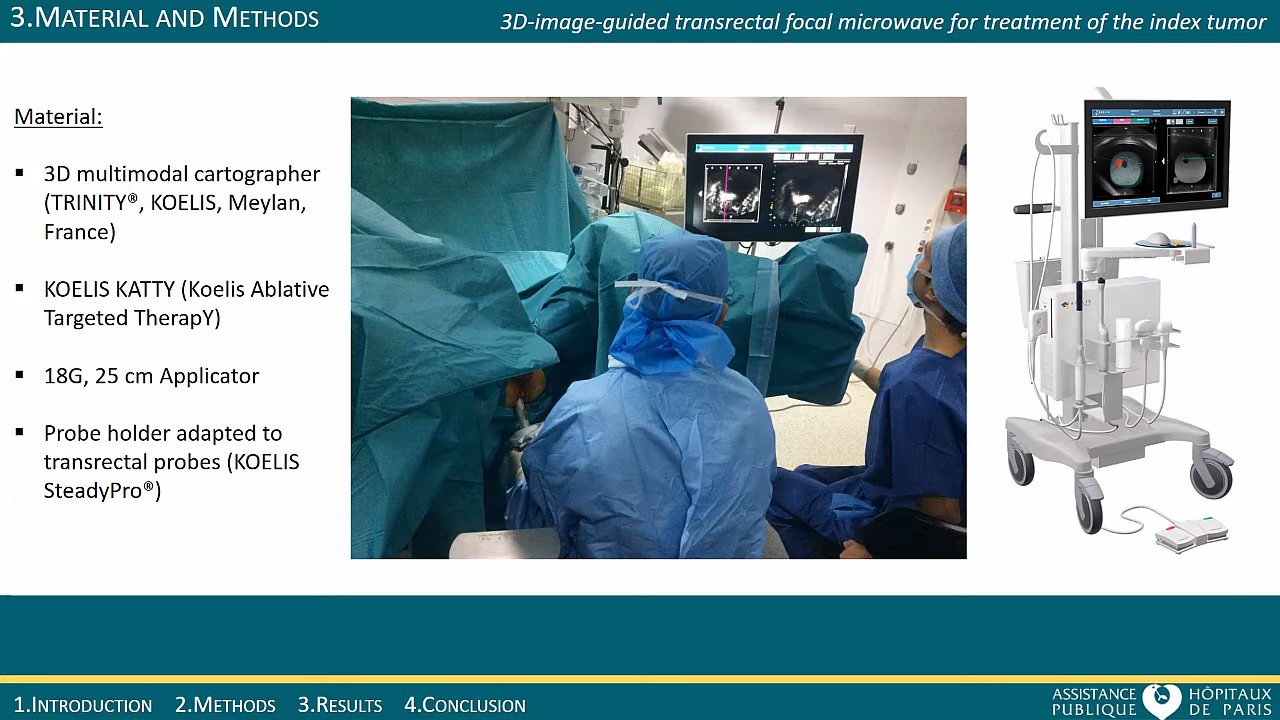 3.Material and Methods
3D-image-guided transrectal focal microwave for treatment of the index tumor
Material:
▪ 3D multimodal cartographer
(TRINITY®, KOELIS, Meylan,
France)
▪ KOELIS KATTY (Koelis Ablative
Targeted TherapY)
▪ 18G, 25 cm Applicator
▪ Probe holder adapted to
transrectal probes (KOELIS
SteadyPro®)
1.Introduction 2.Methods 3.Results 4.Conclusion
ASSISTANCE HÔPITAUX
PUBLIQUE DE PARIS